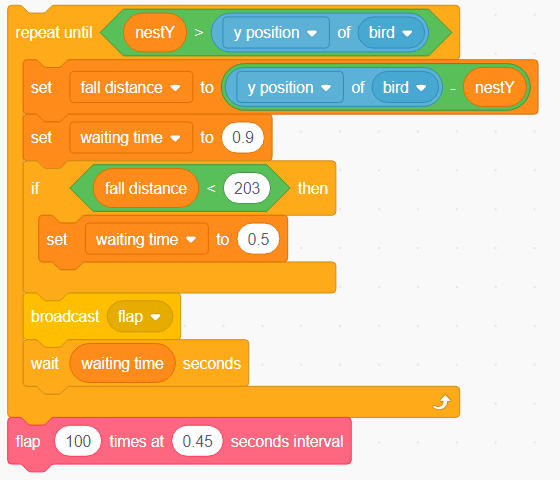 repeat until nestY > y position of bird
set fall distance to y position of bird - nestY
set waiting time to 0.9
if fall distance < 203 then
set waiting time to 0.5
broadcast flap
wait waiting time seconds
flap 100 times at 0.45 seconds interval